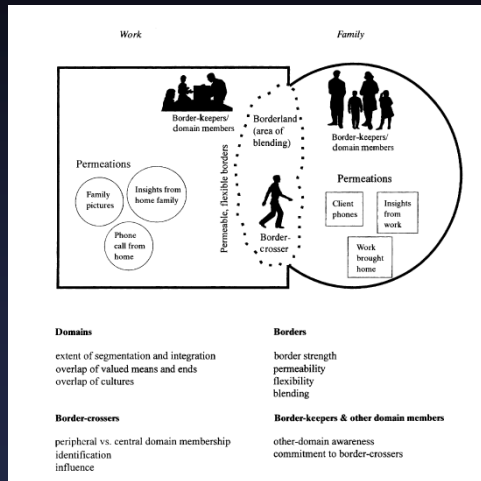 Work
Family
Border-keepers/
domain members
Borderland
(area of
blending)
Border-keepers/
domain members
Permeations
Family
pictures
Insights from
home family
Phone
call from
home
Permeable, flexible borders
Border-
crosser
Permeations
Client
phones
Insights
from
work
Work
brought
home
Domains
extent of segmentation and integration
overlap of valued means and ends
overlap of cultures
Borders
border strength
permeability
flexibility
blending
Border-crossers
peripheral vs. central domain membership
identification
influence
Border-keepers & other domain members
other-domain awareness
commitment to border-crossers